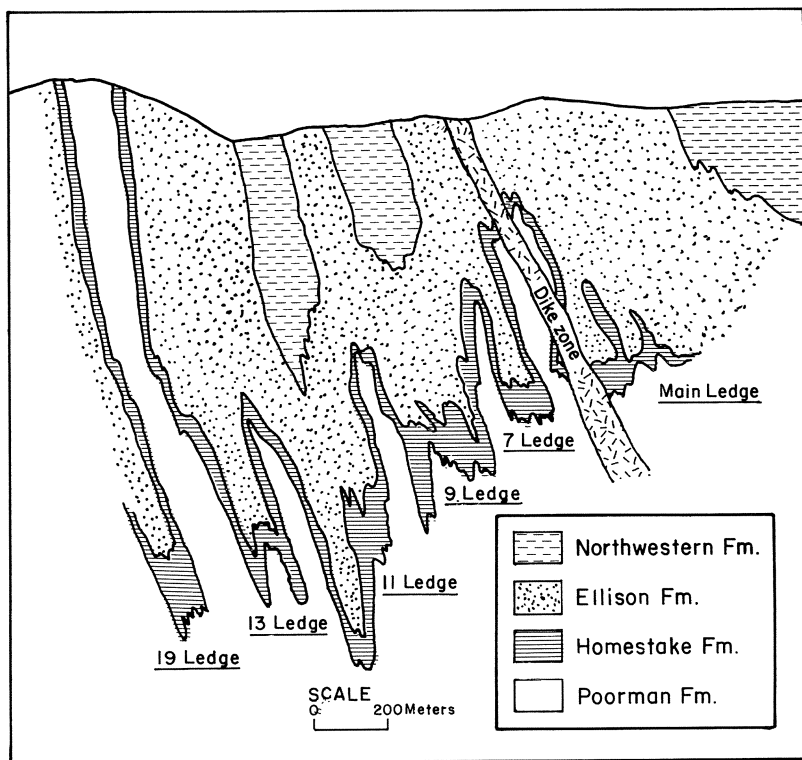 Dike zone
Main Ledge
7 Ledge
9 Ledge
11 Ledge
13 Ledge
19 Ledge
SCALE
0 200 Meters
Northwestern Fm.
Ellison Fm.
Homestake Fm.
Poorman Fm.